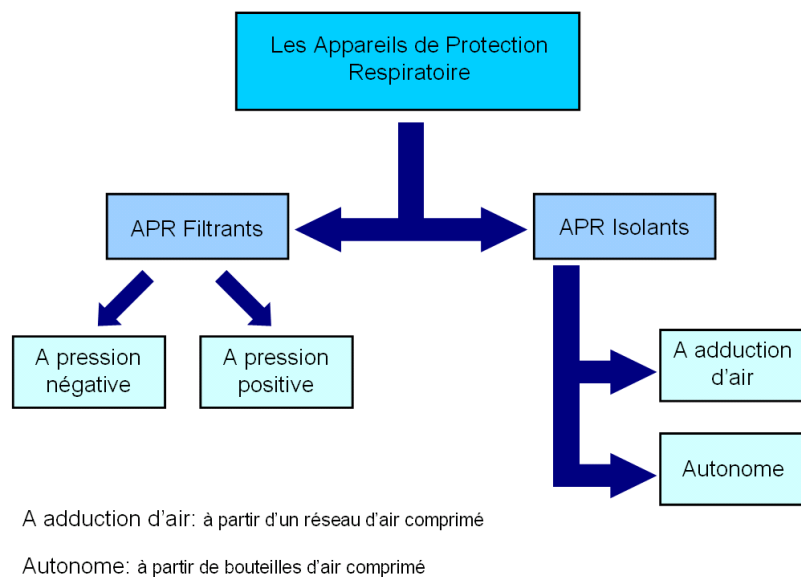 Les Appareils de Protection
Respiratoire
APR Filtrants
APR Isolants
A pression
négative
A pression
positive
A adduction
d'air
Autonome
A adduction d'air: à partir d'un réseau d'air comprimé
Autonome: à partir de bouteilles d'air comprimé